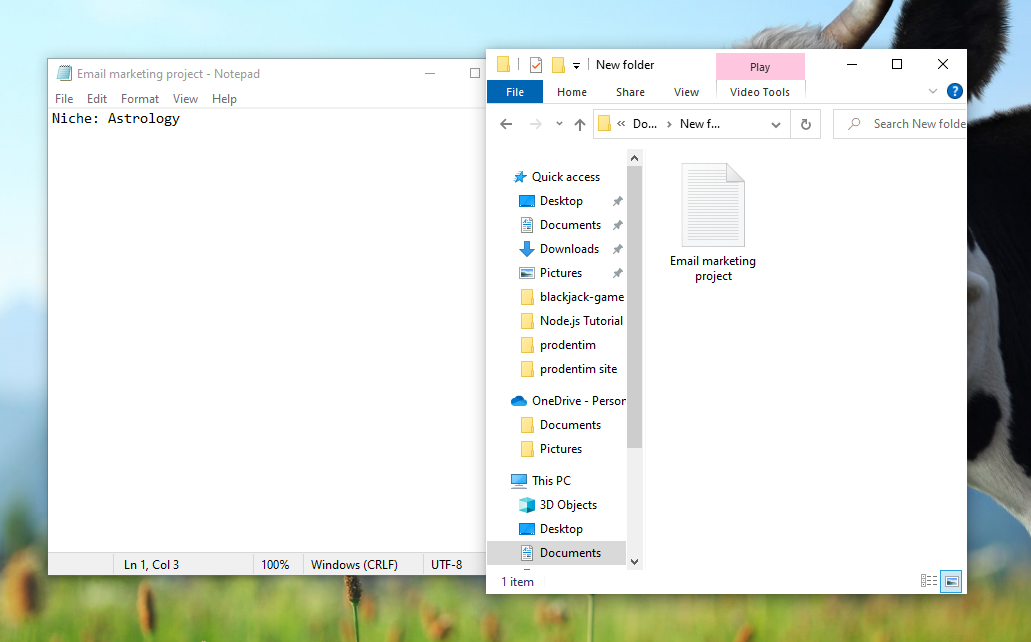 Email marketing project - Notepad
File Edit Format View Help
Niche: Astrology
Ln 1, Col 3 100% Windows (CRLF) UTF-8
New folder
Play
File Home Share View Video Tools
?
« Do... › New f...
Search New folde
Quick access
Desktop
Documents
Downloads
Pictures
blackjack-game
Node.js Tutorial
prodentim
prodentim site
OneDrive - Person
Documents
Pictures
This PC
3D Objects
Desktop
Documents
Email marketing
project
1 item